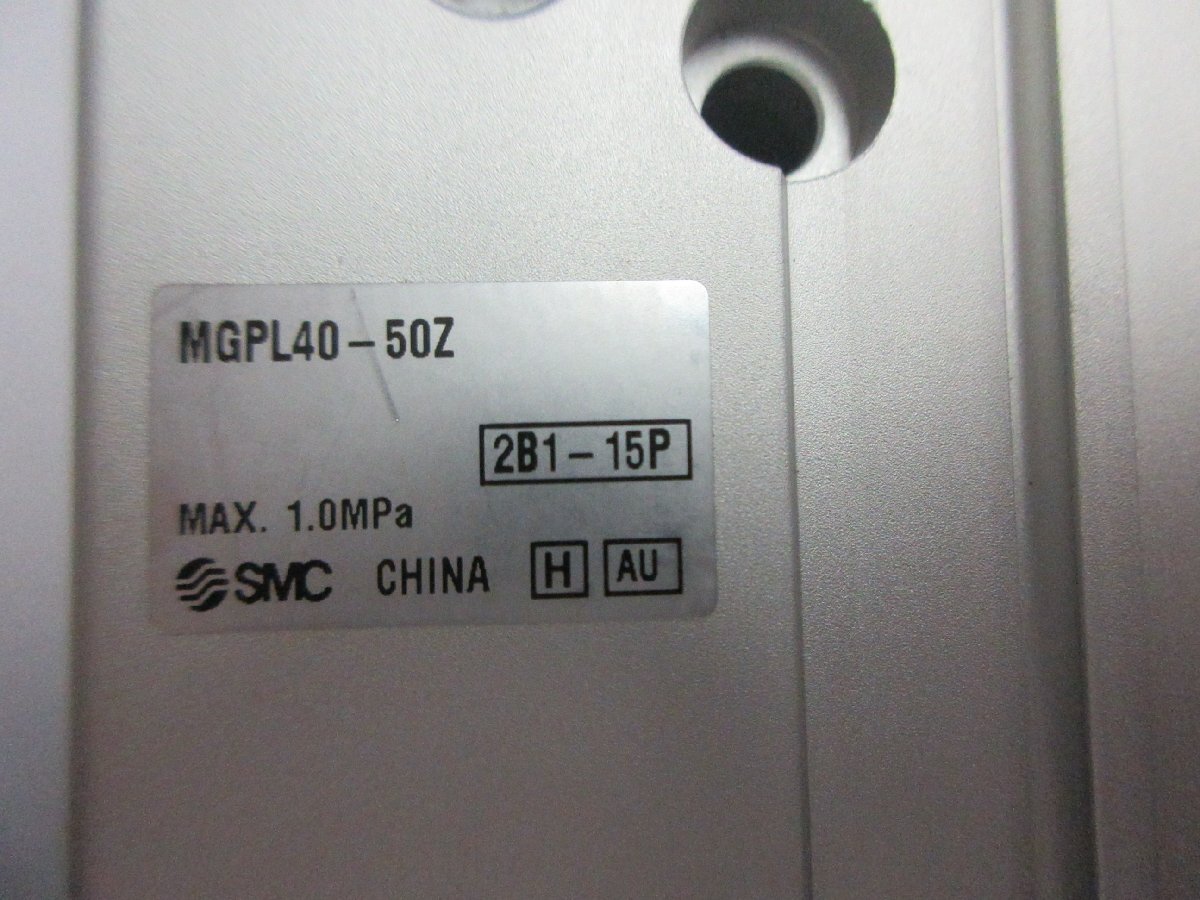 MGPL40-50Z
2B1-15P
MAX. 1.0MPa
SMC CHINA H AU